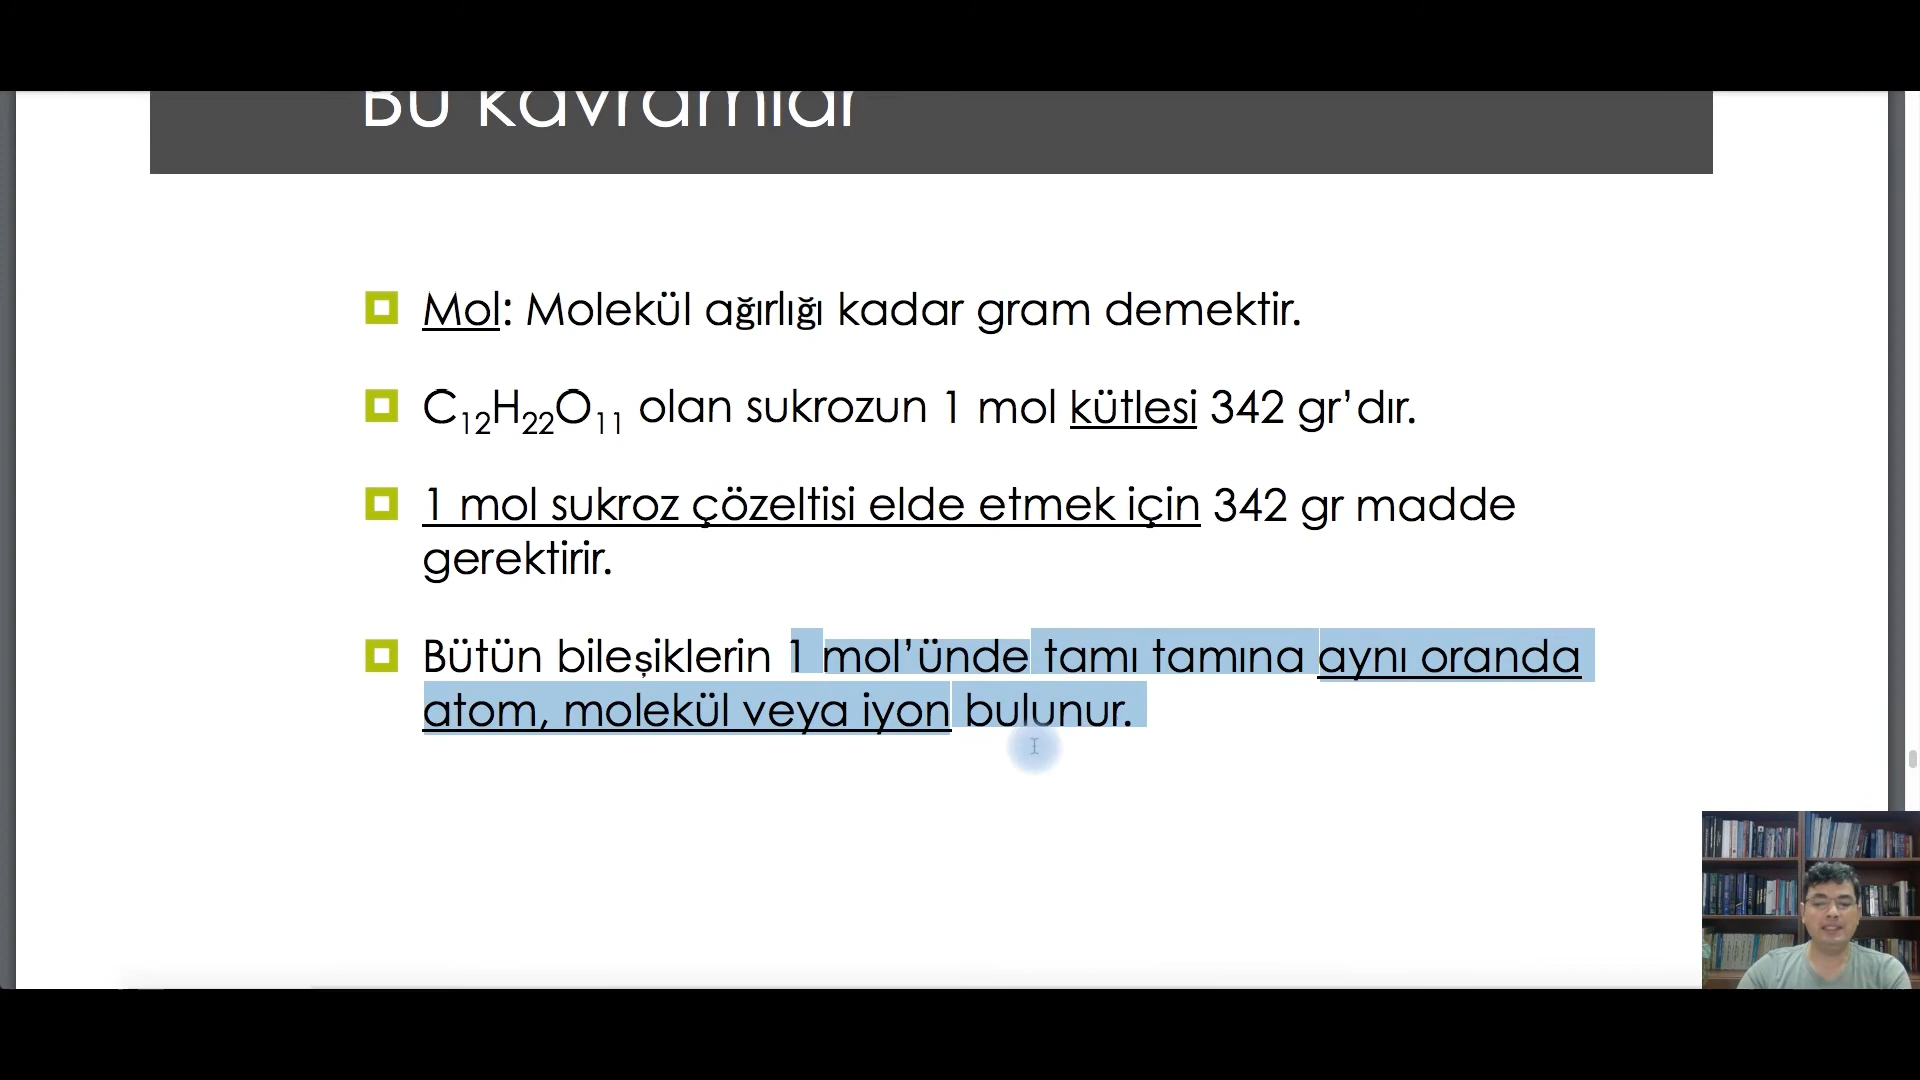 Bu kavramlar
Mol: Molekül ağırlığı kadar gram demektir.
C12H22O11 olan sukrozun 1 mol kütlesi 342 gr’dır.
1 mol sukroz çözeltisi elde etmek için 342 gr madde
gerektirir.
Bütün bileşiklerin 1 mol’ünde tamı tamına aynı oranda
atom, molekül veya iyon bulunur.